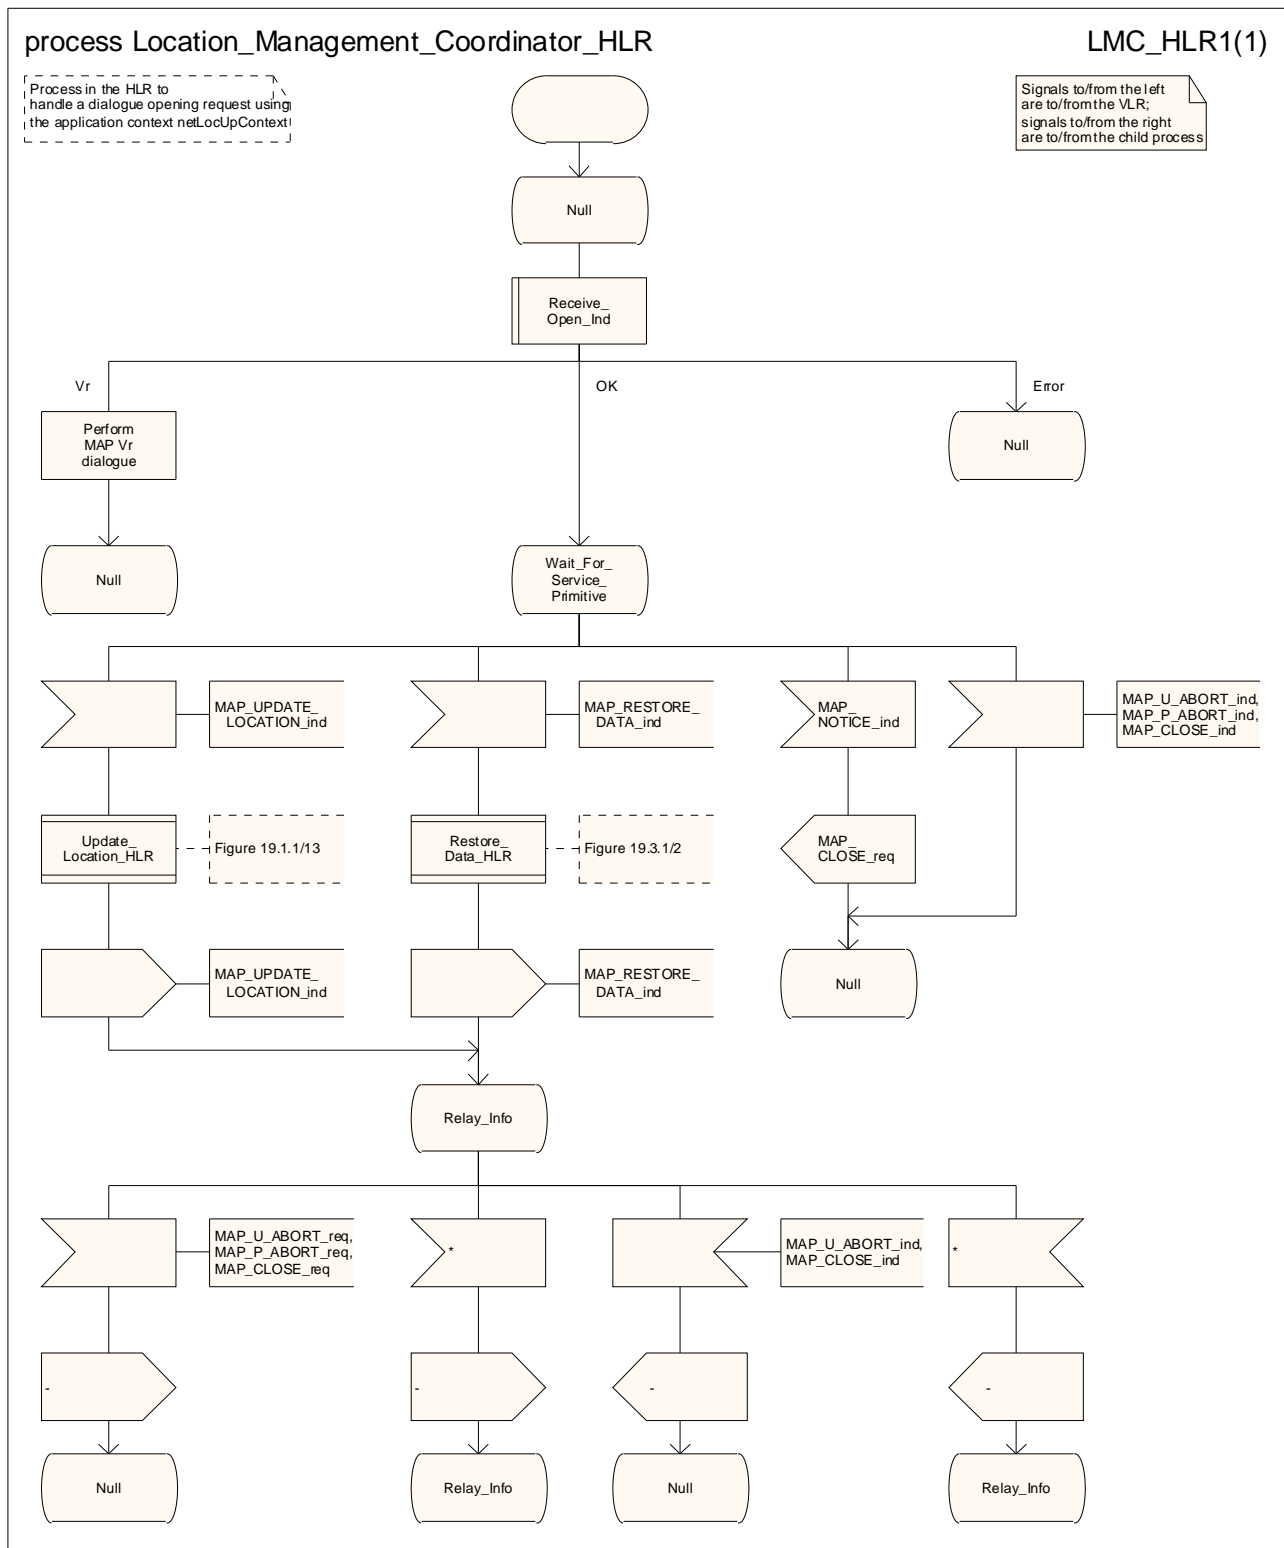 process Location_Management_Coordinator_HLR
LMC_HLR1(1)
Process in the HLR to
handle a dialogue opening request using
the application context netLocUpContext
Signals to/from the left
are to/from the VLR;
signals to/from the right
are to/from the child process
Null
Receive_
Open_Ind
Vr
OK
Error
Perform
MAP Vr
dialogue
Null
Null
Wait_For_
Service_
Primitive
Null
MAP_UPDATE_
LOCATION_ind
MAP_RESTORE_
DATA_ind
MAP_
NOTICE_ind
MAP_U_ABORT_ind,
MAP_P_ABORT_ind,
MAP_CLOSE_ind
Update_
Location_HLR
Figure 19.1.1/13
Restore_
Data_HLR
Figure 19.3.1/2
MAP_
CLOSE_req
MAP_UPDATE_
LOCATION_ind
MAP_RESTORE_
DATA_ind
Null
Relay_Info
MAP_U_ABORT_req,
MAP_P_ABORT_req,
MAP_CLOSE_req
*
MAP_U_ABORT_ind,
MAP_CLOSE_ind
*
-
-
-
-
Null
Relay_Info
Null
Relay_Info